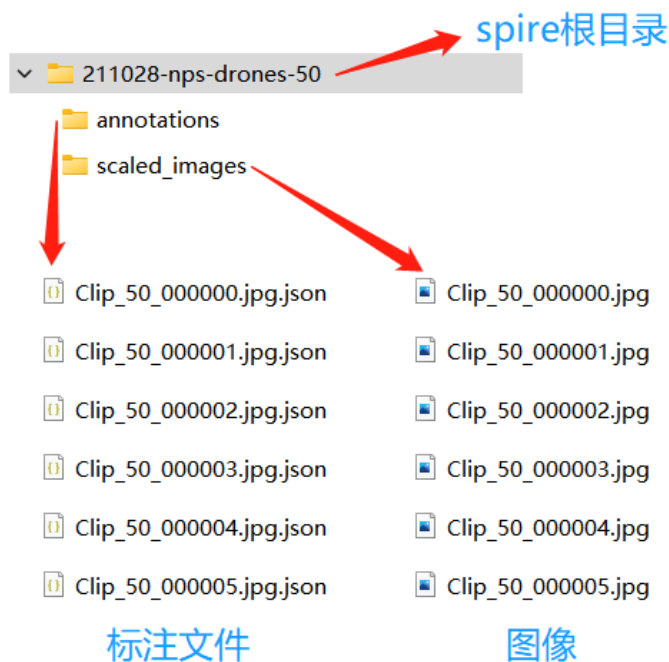 spire根目录
211028-nps-drones-50
annotations
scaled_images
Clip_50_000000.jpg.json
Clip_50_000000.jpg
Clip_50_000001.jpg.json
Clip_50_000001.jpg
Clip_50_000002.jpg.json
Clip_50_000002.jpg
Clip_50_000003.jpg.json
Clip_50_000003.jpg
Clip_50_000004.jpg.json
Clip_50_000004.jpg
Clip_50_000005.jpg.json
Clip_50_000005.jpg
标注文件
图像